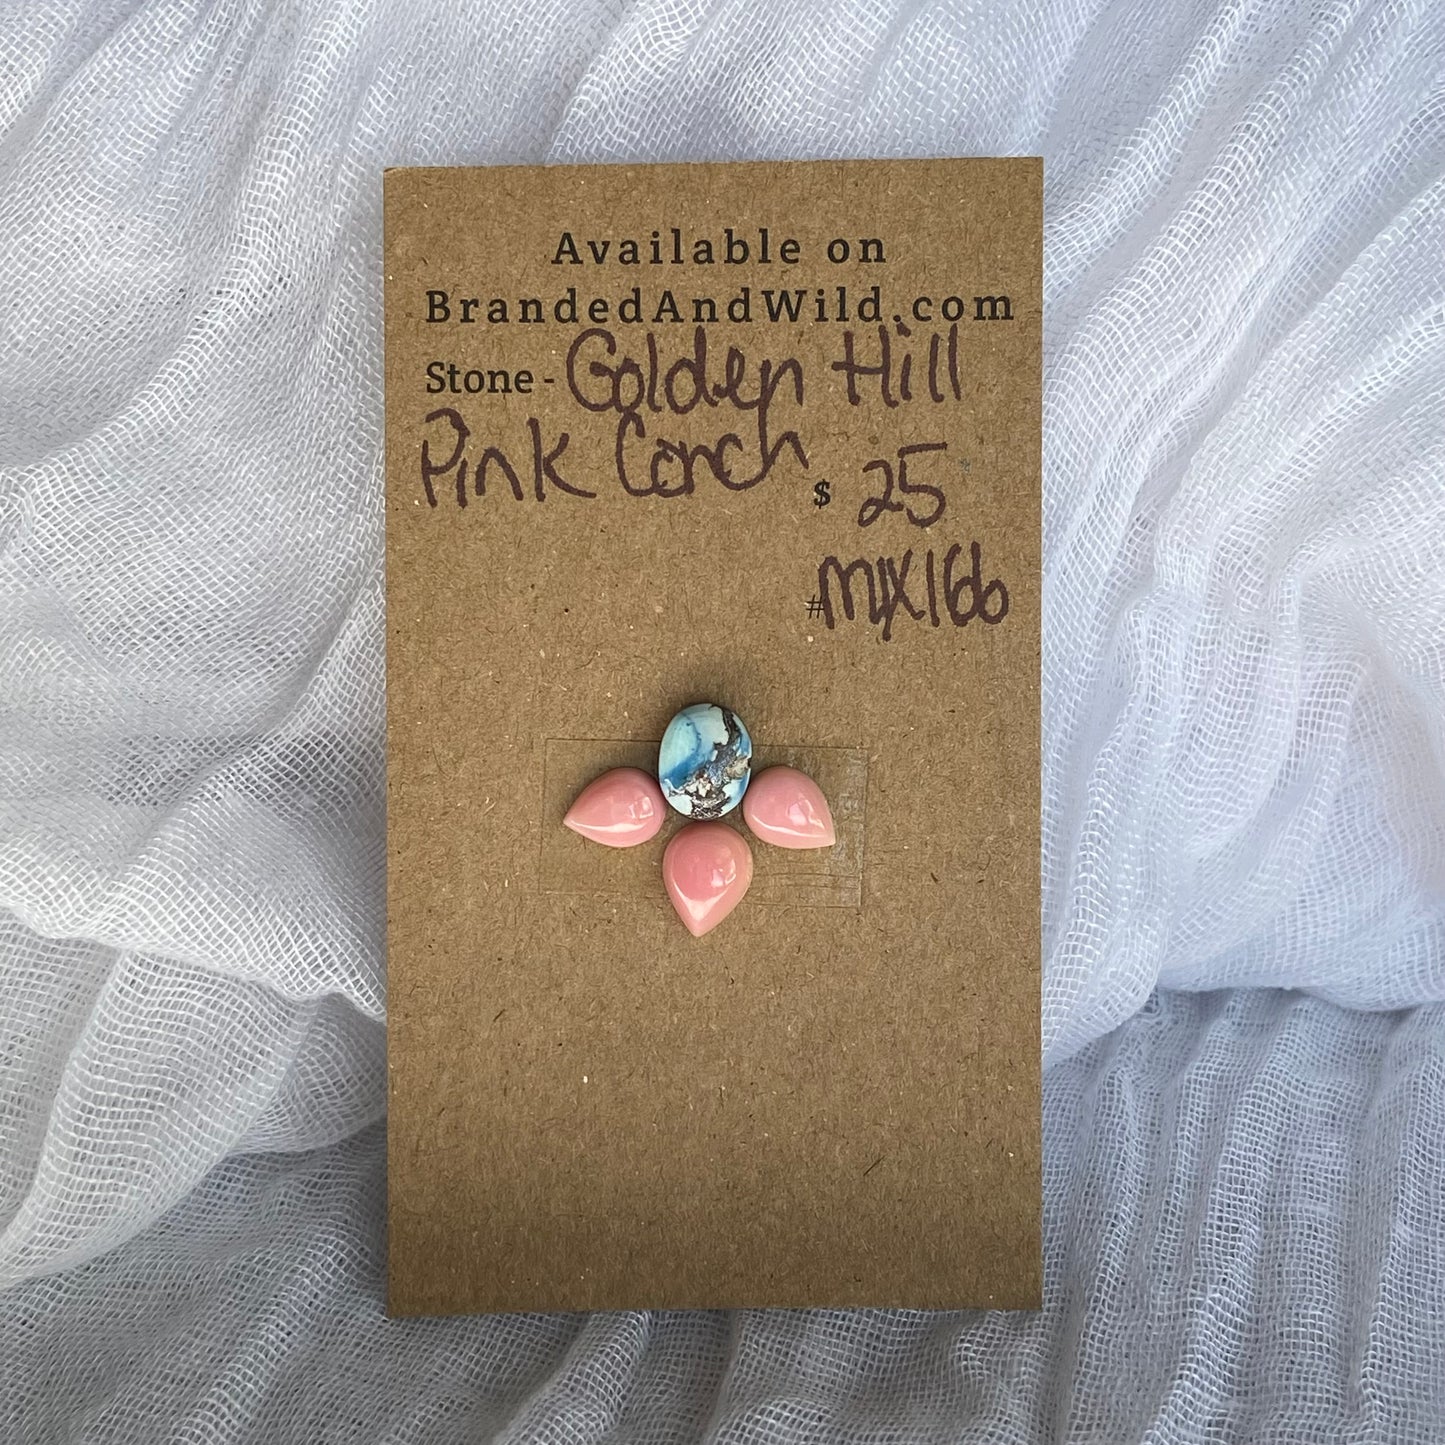 Available on
BrandedAndWild.com
Stone - Golden Hill
Pink Conch
$ 25
#MIX166